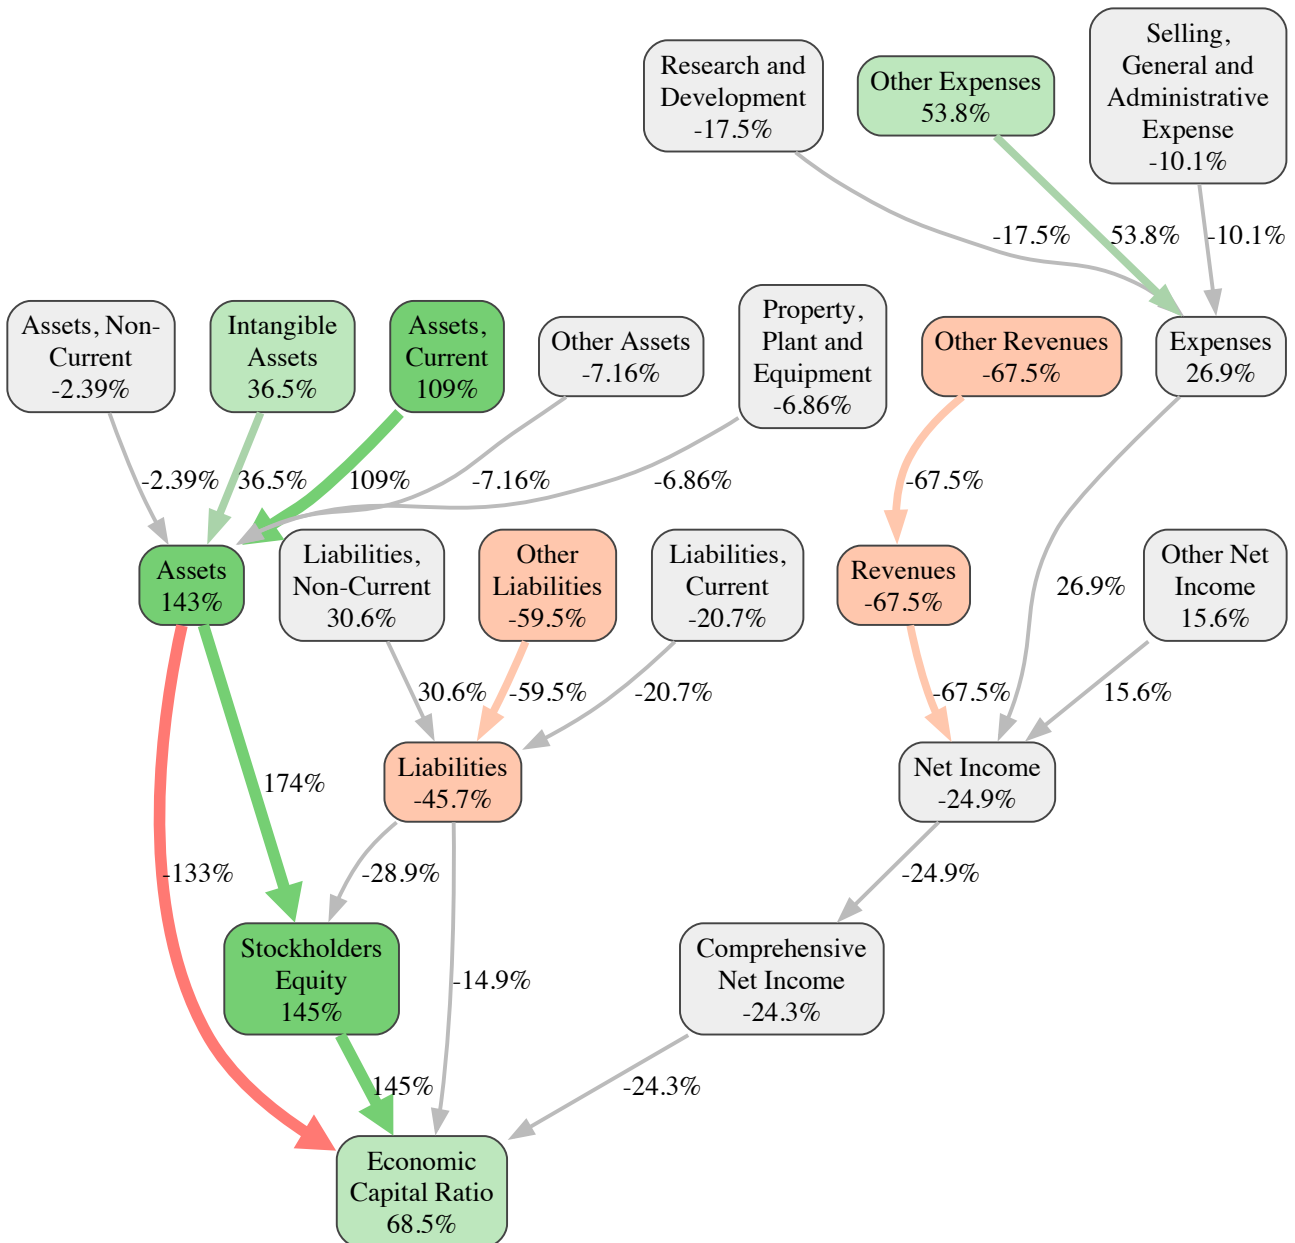 Selling,
General and
Administrative
Expense
-10.1%
Research and
Development
-17.5%
Other Expenses
53.8%
-17.5%
53.8%
-10.1%
Assets, Non-
Current
-2.39%
Intangible
Assets
36.5%
Assets,
Current
109%
Other Assets
-7.16%
Property,
Plant and
Equipment
-6.86%
Other Revenues
-67.5%
Expenses
26.9%
-2.39%
36.5%
109%
-7.16%
-6.86%
-67.5%
Assets
143%
Liabilities,
Non-Current
30.6%
Other
Liabilities
-59.5%
Liabilities,
Current
-20.7%
Revenues
-67.5%
26.9%
Other Net
Income
15.6%
30.6%
-59.5%
-20.7%
-67.5%
15.6%
174%
Liabilities
-45.7%
Net Income
-24.9%
-133%
-28.9%
-24.9%
Stockholders
Equity
145%
-14.9%
Comprehensive
Net Income
-24.3%
145%
-24.3%
Economic
Capital Ratio
68.5%